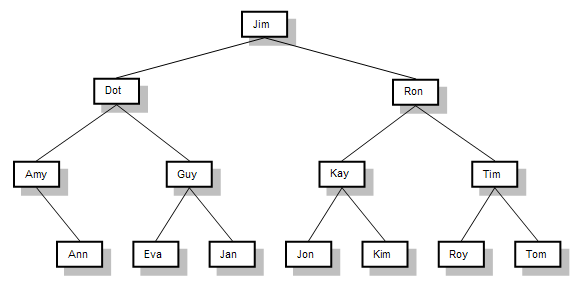 Jim
Dot
Ron
Amy
Guy
Kay
Tim
Ann
Eva
Jan
Jon
Kim
Roy
Tom